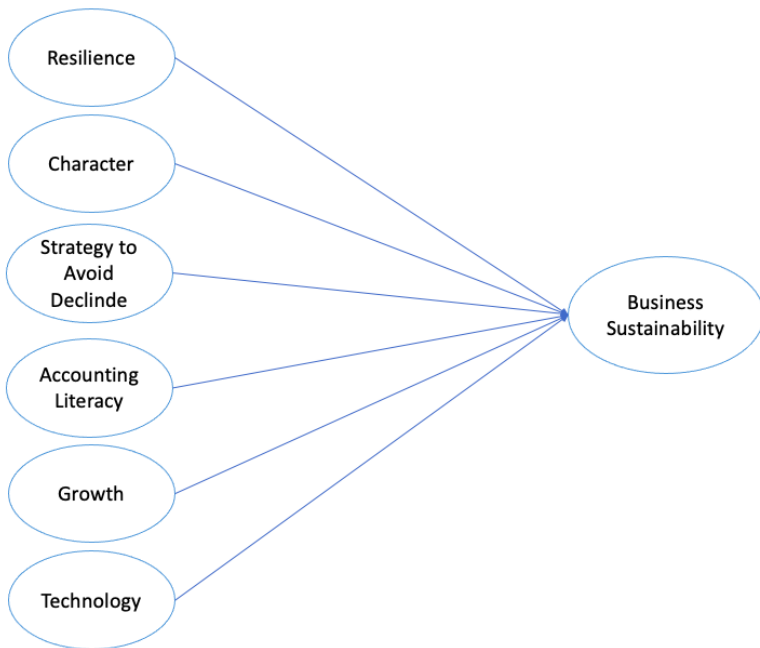 Resilience
Character
Strategy to
Avoid
Declinde
Accounting
Literacy
Growth
Technology
Business
Sustainability